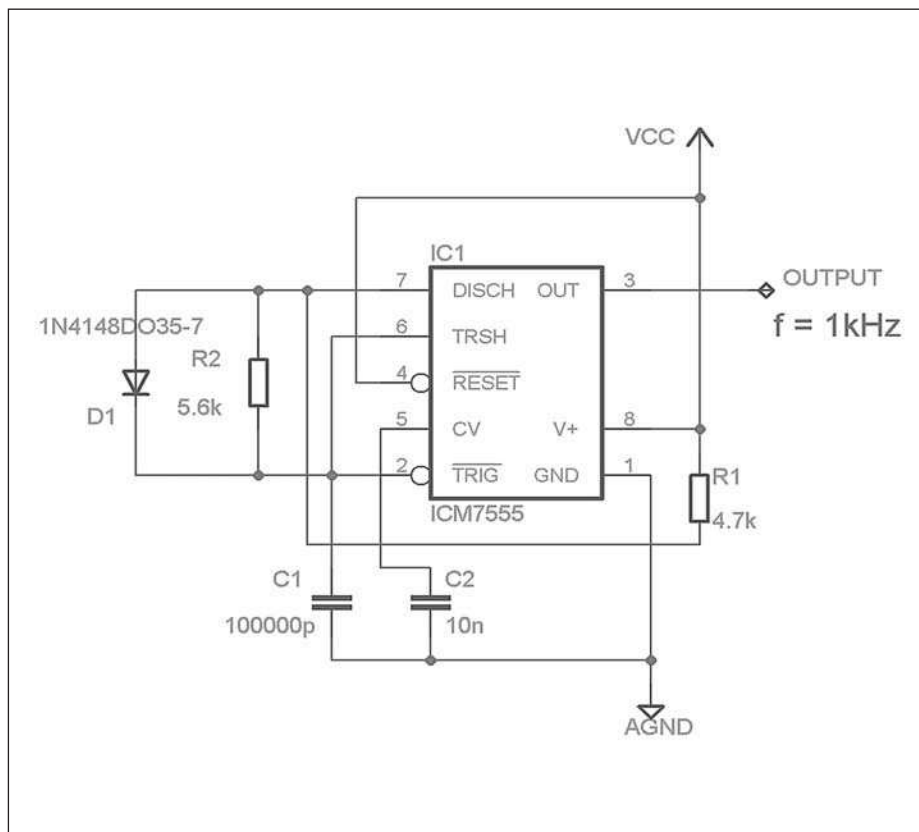 VCC
IC1
7 DISCH OUT 3 OUTPUT
f = 1kHz
1N4148DO35-7
6 TRSH
R2
4 RESET
5.6k
D1
5 CV V+ 8
2 TRIG GND 1
R1
ICM7555
4.7k
C1 C2
100000p 10n
AGND